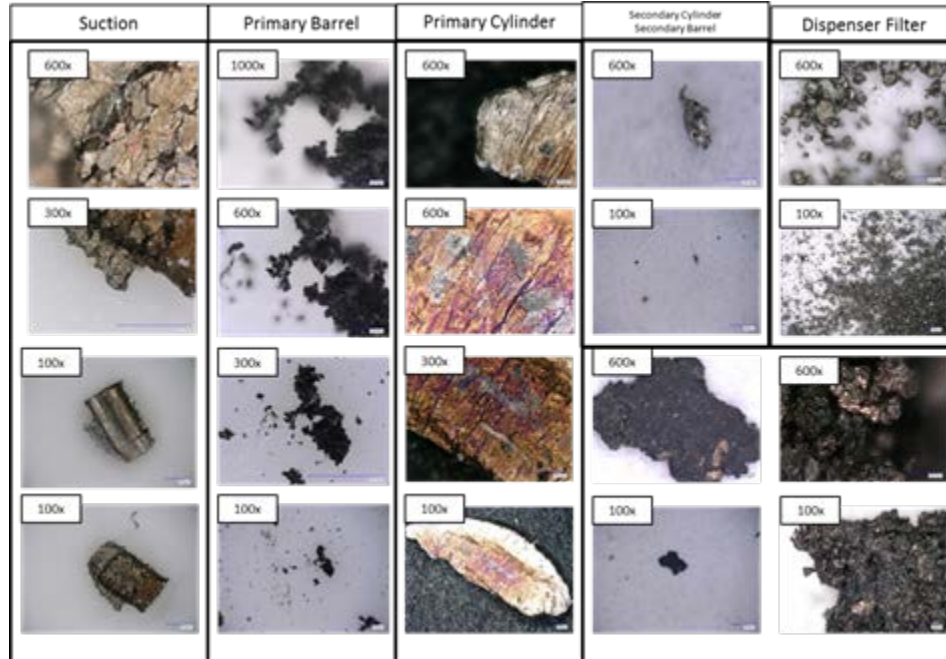 Suction
Primary Barrel
Primary Cylinder
Secondary Cylinder
Secondary Barrel
Dispenser Filter
600x
1000x
600x
600x
600x
300x
600x
600x
100x
100x
100x
300x
300x
600x
600x
100x
100x
100x
100x
100x